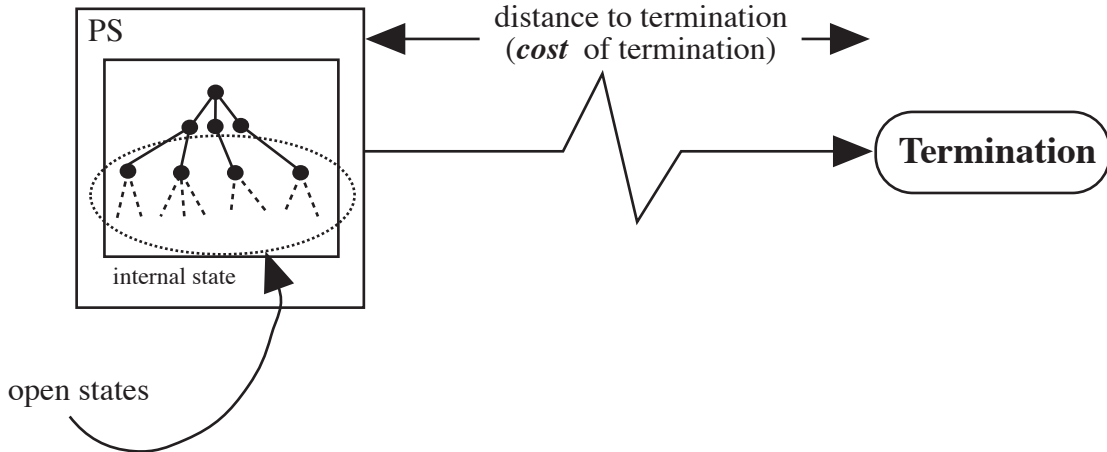 PS
distance to termination
(cost of termination)
Termination
internal state
open states